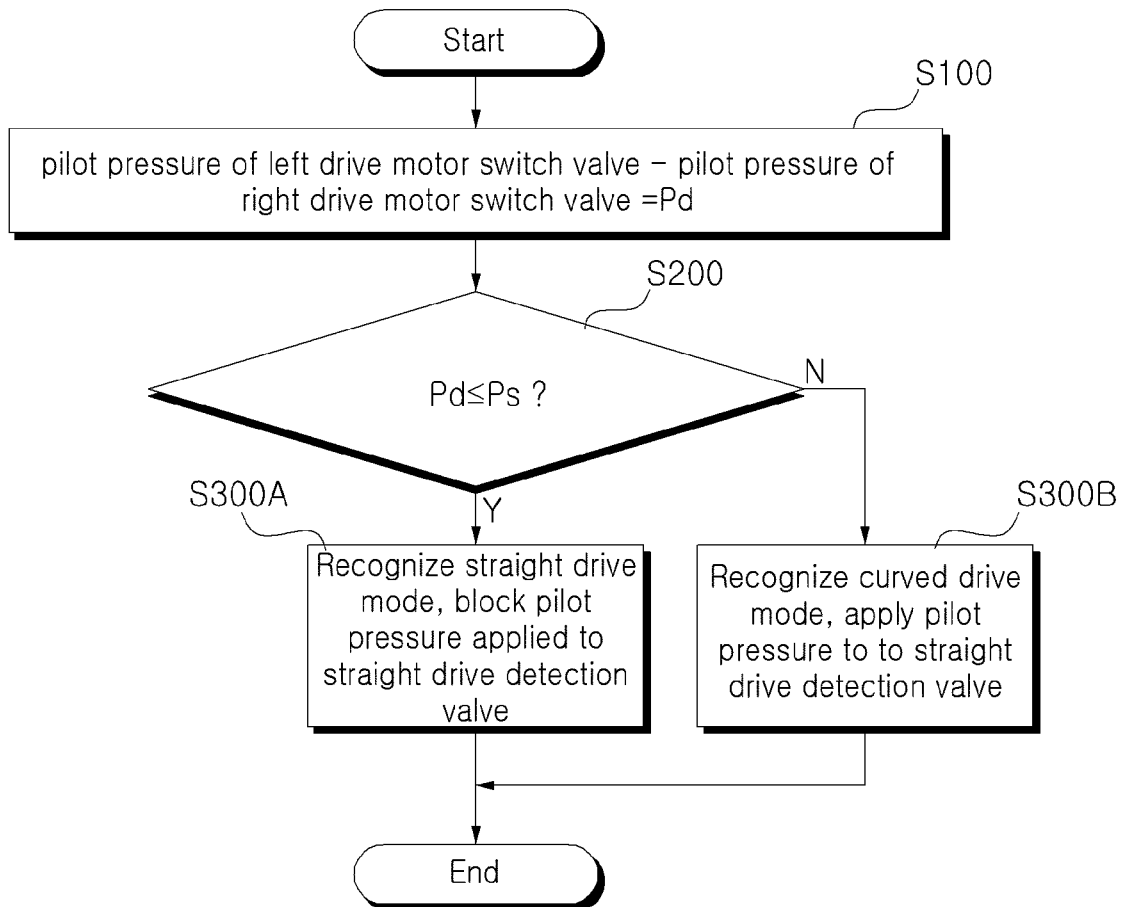 Start
S100
pilot pressure of left drive motor switch valve - pilot pressure of
right drive motor switch valve =Pd
S200
Pd≤Ps ?
N
Y
S300A
Recognize straight drive
mode, block pilot
pressure applied to
straight drive detection
valve
S300B
Recognize curved drive
mode, apply pilot
pressure to to straight
drive detection valve
End